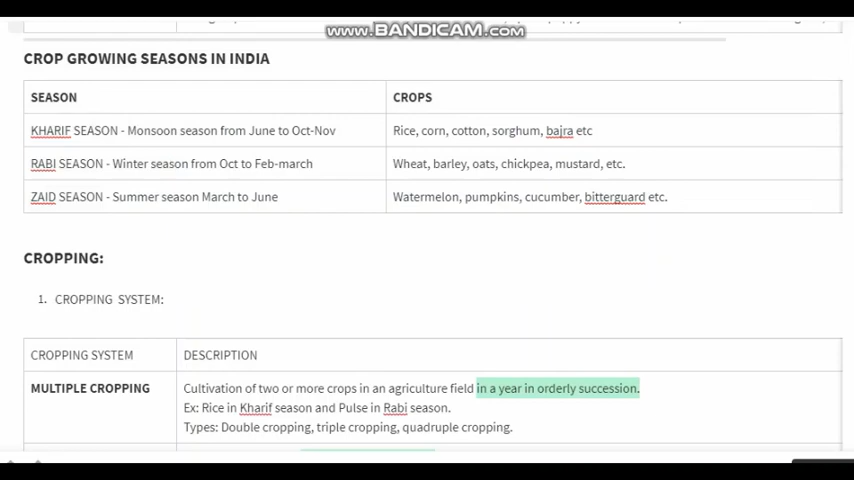 www.BANDICAM.com
CROP GROWING SEASONS IN INDIA
SEASON CROPS
KHARIF SEASON - Monsoon season from June to Oct-Nov Rice, corn, cotton, sorghum, bajra etc
RABI SEASON - Winter season from Oct to Feb-march Wheat, barley, oats, chickpea, mustard, etc.
ZAID SEASON - Summer season March to June Watermelon, pumpkins, cucumber, bitterguard etc.
CROPPING:
1. CROPPING SYSTEM:
CROPPING SYSTEM DESCRIPTION
MULTIPLE CROPPING Cultivation of two or more crops in an agriculture field in a year in orderly succession.
Ex: Rice in Kharif season and Pulse in Rabi season.
Types: Double cropping, triple cropping, quadruple cropping.